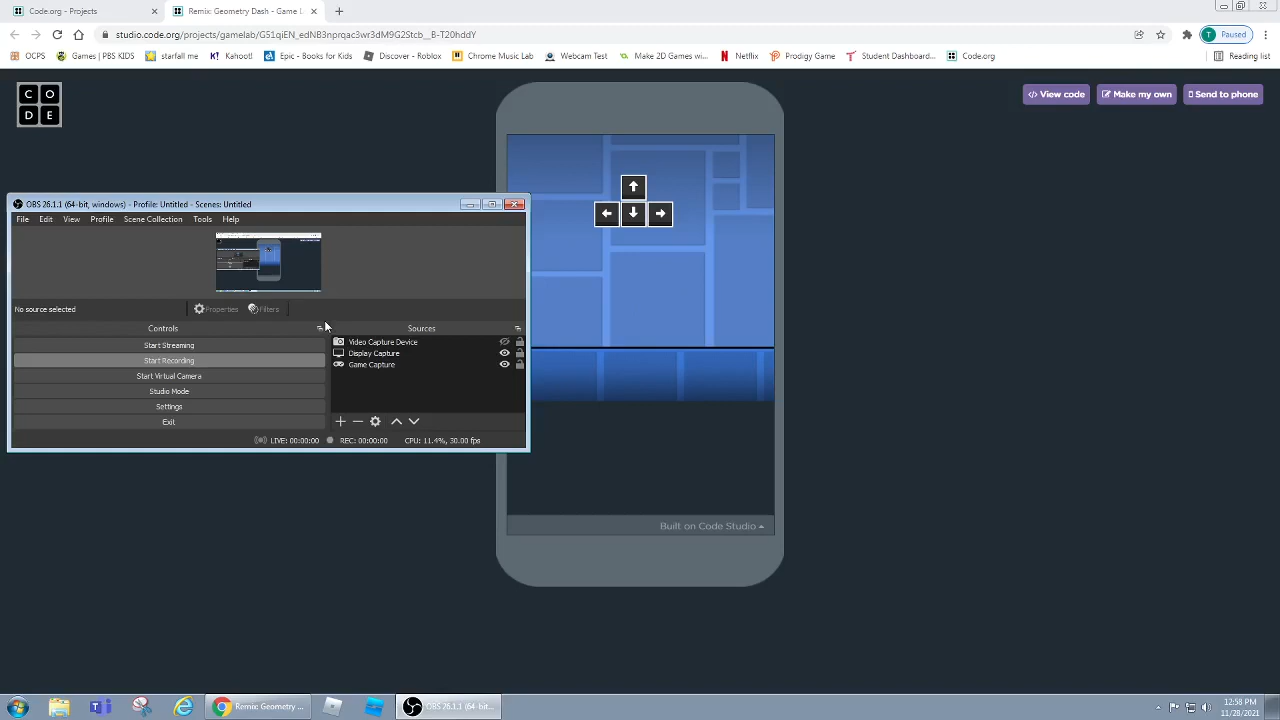 Code.org - Projects
Remix: Geometry Dash - Game L
studio.code.org/projects/gamelab/G51qiEN_edNB3nprqac3wr3dM9G2Stcb__B-T20htddY
T Paused
OCPS
Games | PBS KIDS
starfall me
Kahoot!
Epic - Books for Kids
Discover - Roblox
Chrome Music Lab
Webcam Test
Make 2D Games wi...
Netflix
Prodigy Game
Student Dashboard...
Code.org
Reading list
C O
D E
</> View code
Make my own
Send to phone
OBS 26.1.1 (64-bit, windows) - Profile: Untitled - Scenes: Untitled
File Edit View Profile Scene Collection Tools Help
No source selected
Properties
Filters
Controls
Start Streaming
Start Recording
Start Virtual Camera
Studio Mode
Settings
Exit
Sources
Video Capture Device
Display Capture
Game Capture
LIVE: 00:00:00
REC: 00:00:00
CPU: 11.4%, 30.00 fps
Built on Code Studio
Remix: Geometry ...
OBS 26.1.1 (64-bit...
12:58 PM
11/28/2021